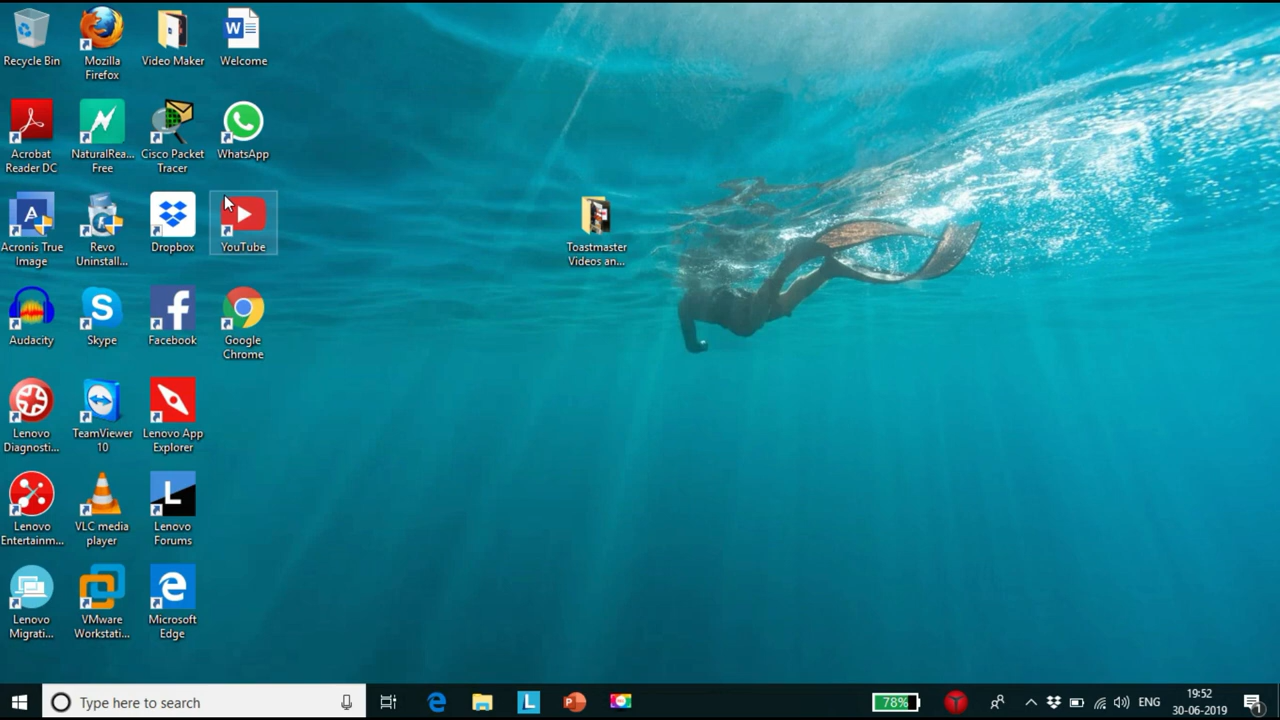 Recycle Bin
Mozilla
Firefox
Video Maker
Welcome
Acrobat
Reader DC
NaturalRea...
Free
Cisco Packet
Tracer
WhatsApp
Acronis True
Image
Revo
Uninstall...
Dropbox
YouTube
Toastmaster
Videos an...
Audacity
Skype
Facebook
Google
Chrome
Lenovo
Diagnosti...
TeamViewer
10
Lenovo App
Explorer
Lenovo
Entertainm...
VLC media
player
Lenovo
Forums
Lenovo
Migrati...
VMware
Workstati...
Microsoft
Edge
Type here to search
78%
ENG
19:52
30-06-2019
1